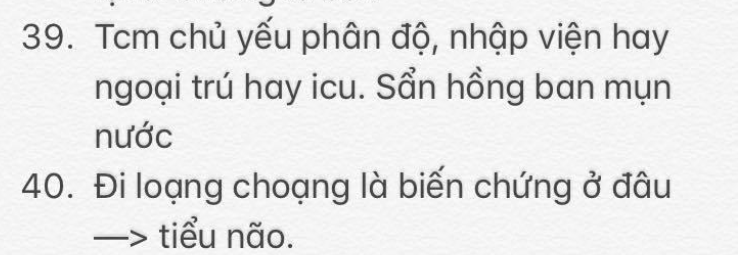 39. Tcm chủ yếu phân độ, nhập viện hay
ngoại trú hay icu. Sẩn hồng ban mụn
nước
40. Đi loạng choạng là biến chứng ở đâu
—> tiểu não.